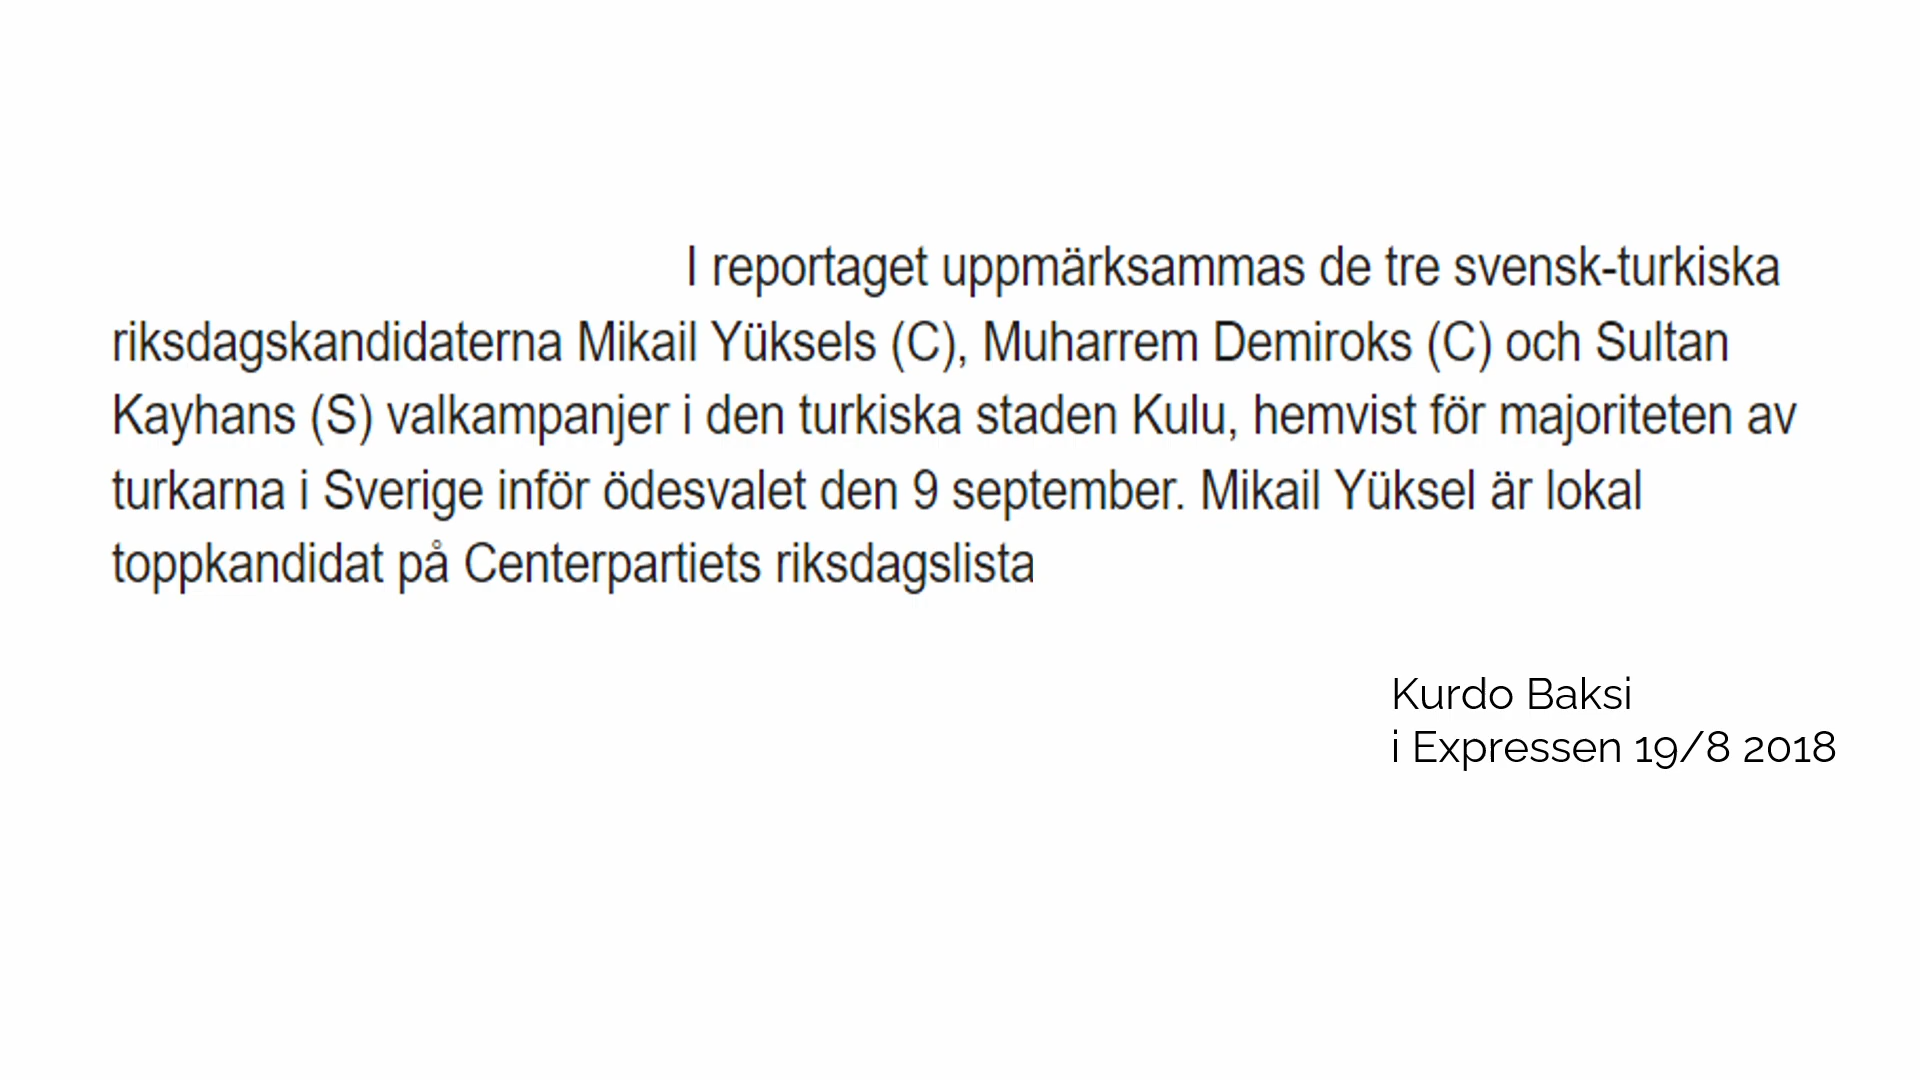 I reportaget uppmärksammas de tre svensk-turkiska
riksdagskandidaterna Mikail Yüksels (C), Muharrem Demiroks (C) och Sultan
Kayhans (S) valkampanjer i den turkiska staden Kulu, hemvist för majoriteten av
turkarna i Sverige inför ödesvalet den 9 september. Mikail Yüksel är lokal
toppkandidat på Centerpartiets riksdagslista
Kurdo Baksi
i Expressen 19/8 2018